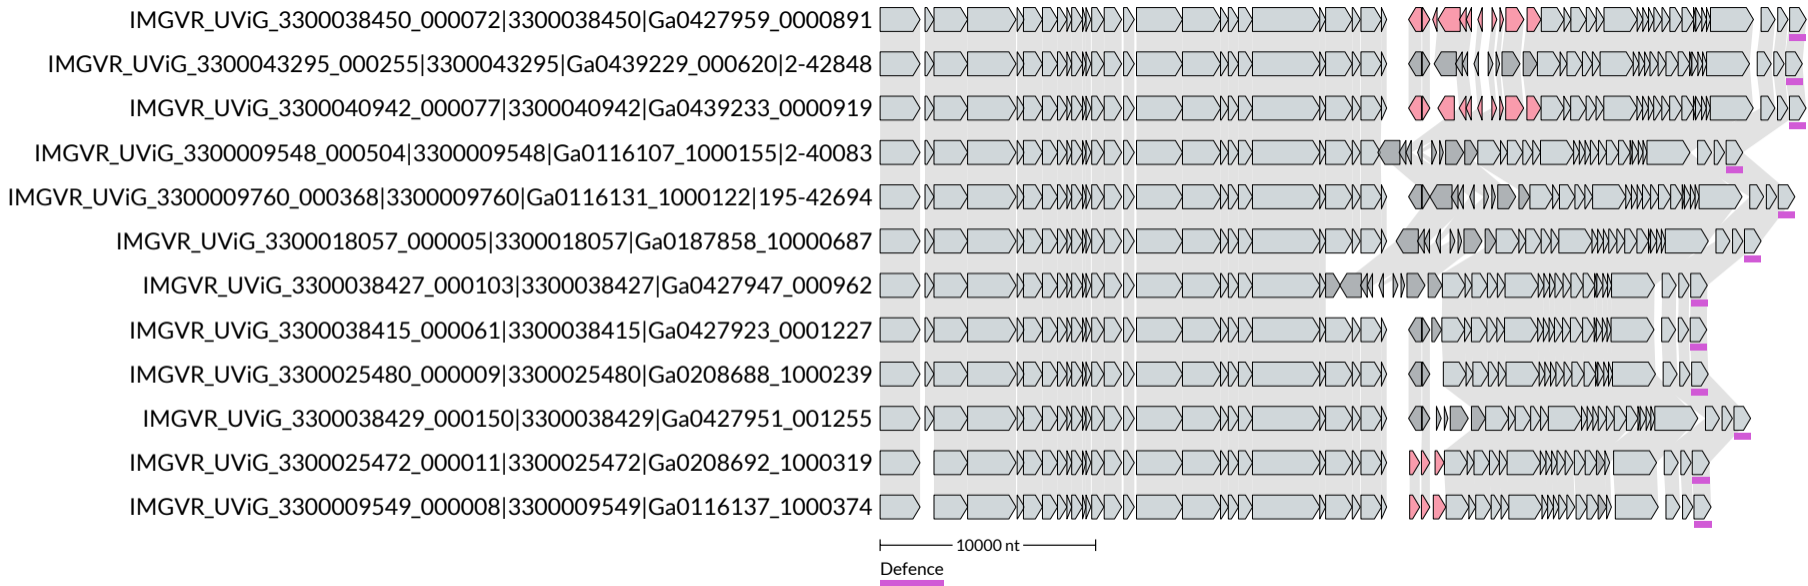 IMGVR_UViG_3300038450_000072|3300038450|Ga0427959_0000891
IMGVR_UViG_3300043295_000255|3300043295|Ga0439229_000620|2-42848
IMGVR_UViG_3300040942_000077|3300040942|Ga0439233_0000919
IMGVR_UViG_3300009548_000504|3300009548|Ga0116107_1000155|2-40083
IMGVR_UViG_3300009760_000368|3300009760|Ga0116131_1000122|195-42694
IMGVR_UViG_3300018057_000005|3300018057|Ga0187858_10000687
IMGVR_UViG_3300038427_000103|3300038427|Ga0427947_000962
IMGVR_UViG_3300038415_000061|3300038415|Ga0427923_0001227
IMGVR_UViG_3300025480_000009|3300025480|Ga0208688_1000239
IMGVR_UViG_3300038429_000150|3300038429|Ga0427951_001255
IMGVR_UViG_3300025472_000011|3300025472|Ga0208692_1000319
IMGVR_UViG_3300009549_000008|3300009549|Ga0116137_1000374
10000 nt
Defence